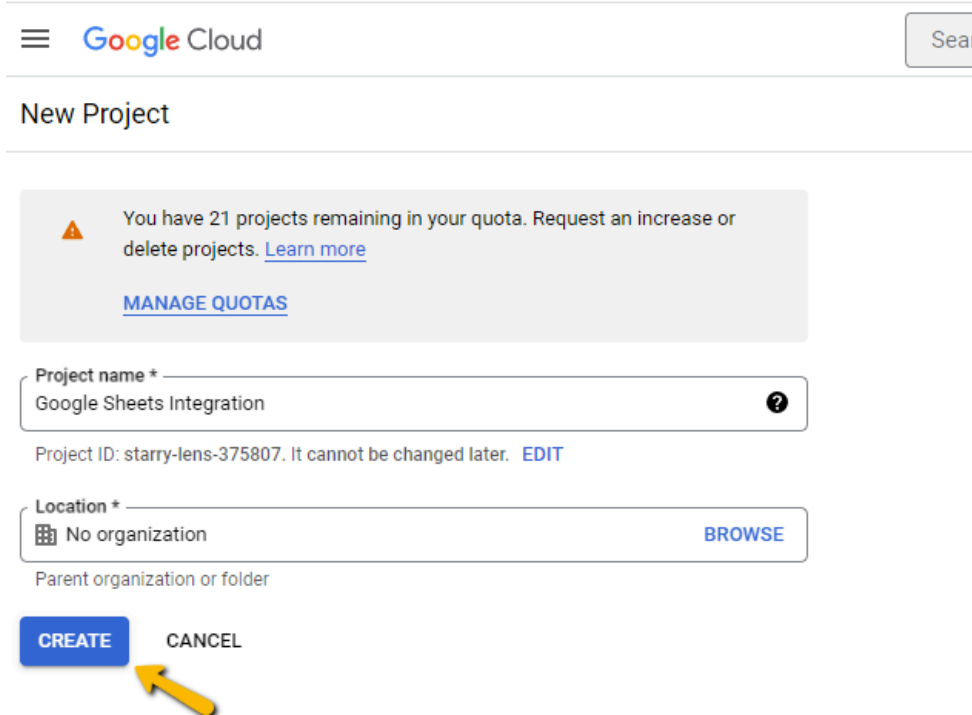 Google Cloud
New Project
You have 21 projects remaining in your quota. Request an increase or
delete projects. Learn more
MANAGE QUOTAS
Project name *
Google Sheets Integration
Project ID: starry-lens-375807. It cannot be changed later. EDIT
Location *
No organization BROWSE
Parent organization or folder
CREATE CANCEL